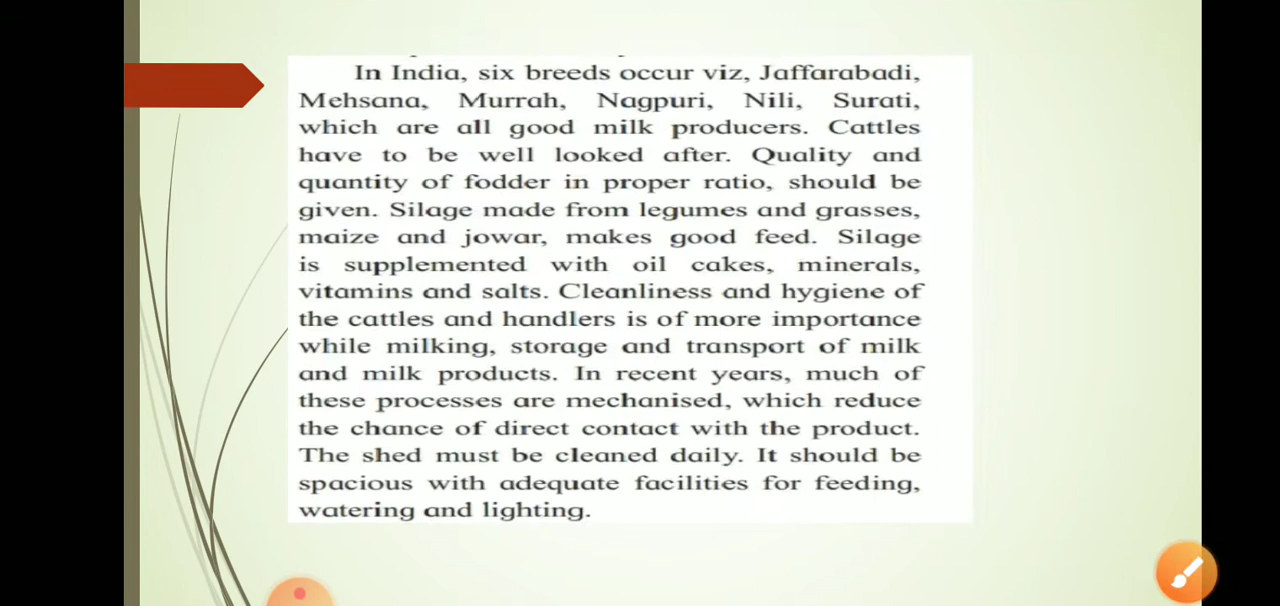 In India, six breeds occur viz, Jaffarabadi,
Mehsana, Murrah, Nagpuri, Nili, Surati,
which are all good milk producers. Cattles
have to be well looked after. Quality and
quantity of fodder in proper ratio, should be
given. Silage made from legumes and grasses,
maize and jowar, makes good feed. Silage
is supplemented with oil cakes, minerals,
vitamins and salts. Cleanliness and hygiene of
the cattles and handlers is of more importance
while milking, storage and transport of milk
and milk products. In recent years, much of
these processes are mechanised, which reduce
the chance of direct contact with the product.
The shed must be cleaned daily. It should be
spacious with adequate facilities for feeding,
watering and lighting.